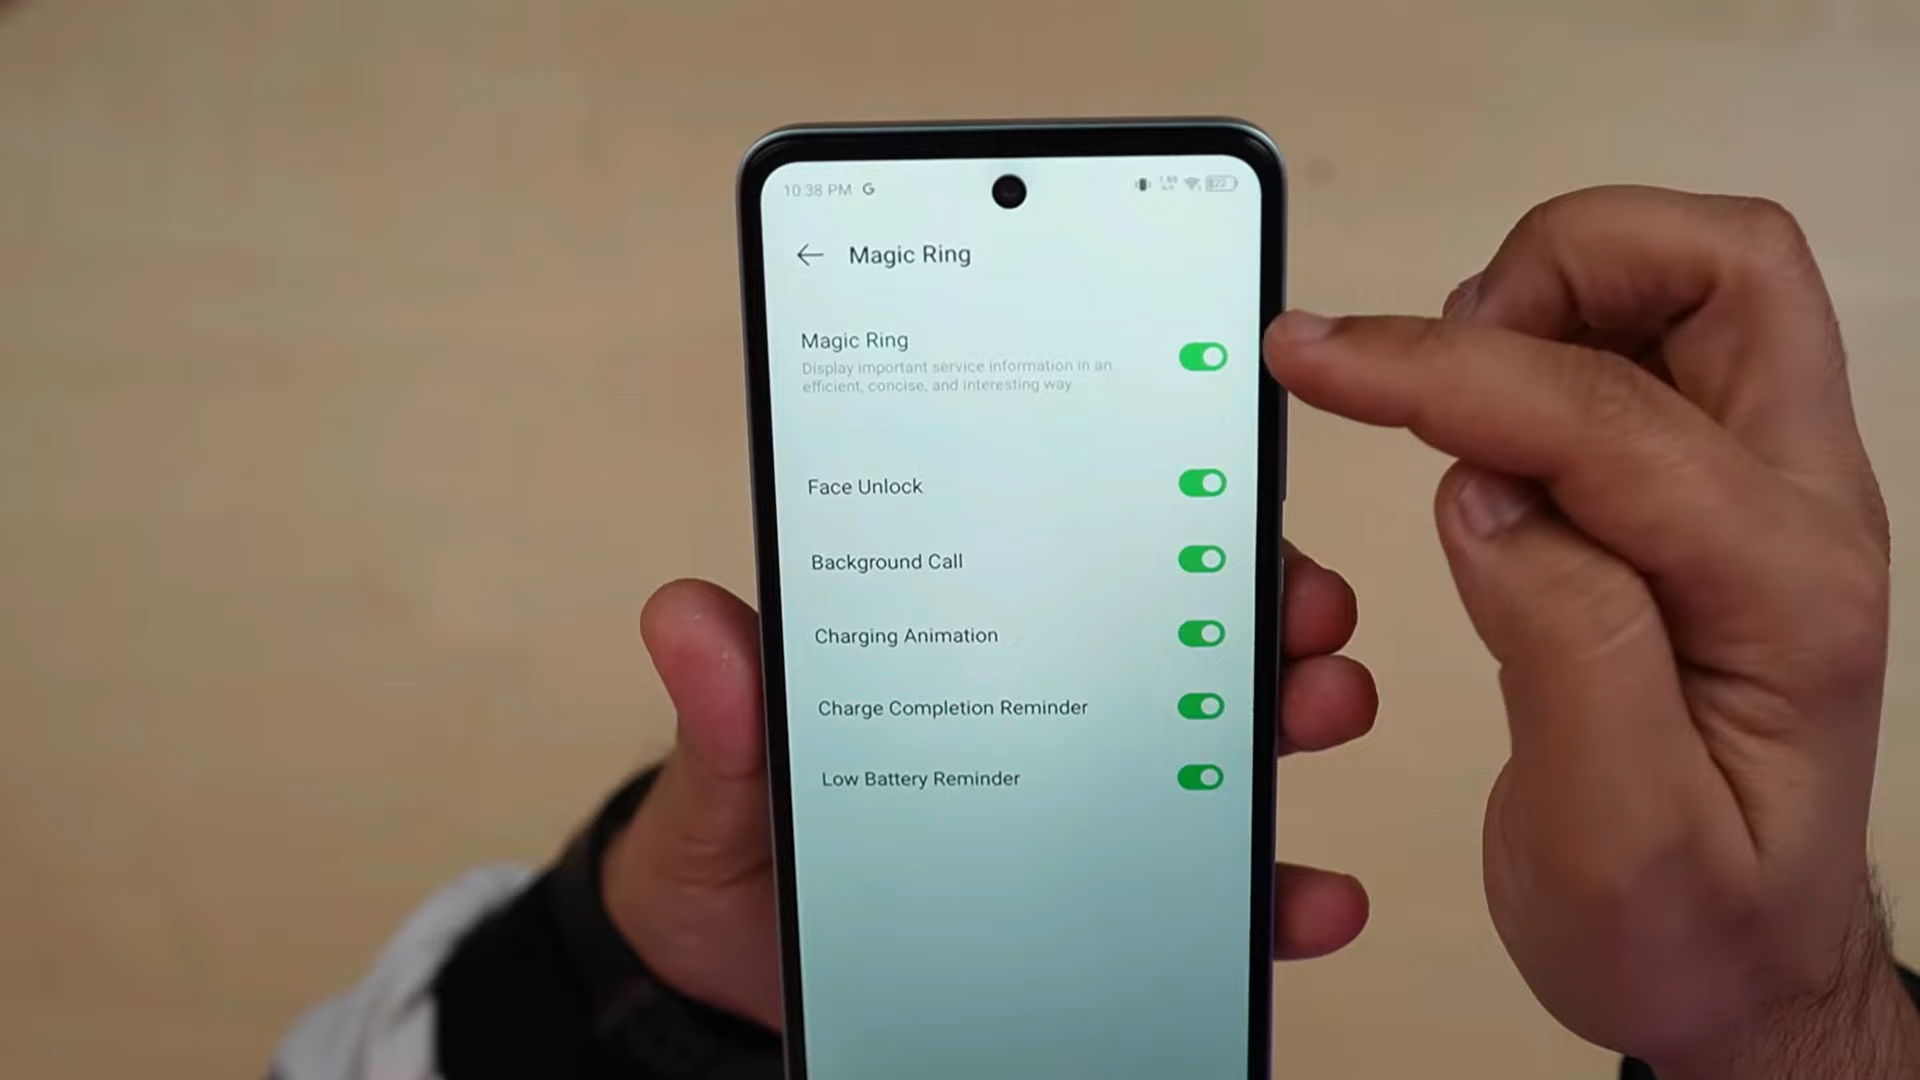 10:38 PM G
Magic Ring
Magic Ring
Display important service information in an
efficient, concise, and interesting way
Face Unlock
Background Call
Charging Animation
Charge Completion Reminder
Low Battery Reminder